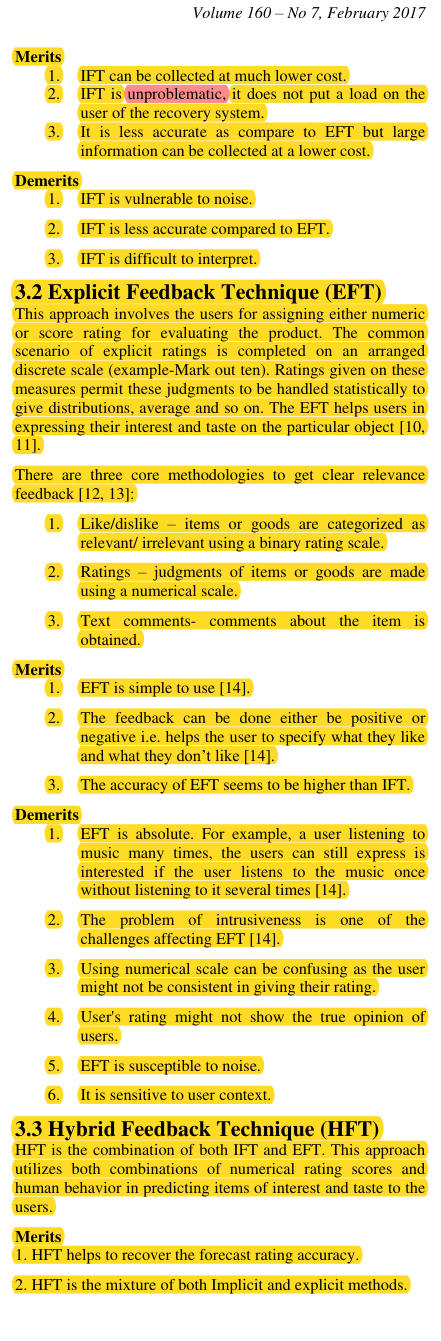 Volume 160 – No 7, February 2017
Merits
1. IFT can be collected at much lower cost.
2. IFT is unproblematic, it does not put a load on the
user of the recovery system.
3. It is less accurate as compare to EFT but large
information can be collected at a lower cost.
Demerits
1. IFT is vulnerable to noise.
2. IFT is less accurate compared to EFT.
3. IFT is difficult to interpret.
3.2 Explicit Feedback Technique (EFT)
This approach involves the users for assigning either numeric
or score rating for evaluating the product. The common
scenario of explicit ratings is completed on an arranged
discrete scale (example-Mark out ten). Ratings given on these
measures permit these judgments to be handled statistically to
give distributions, average and so on. The EFT helps users in
expressing their interest and taste on the particular object [10,
11].
There are three core methodologies to get clear relevance
feedback [12, 13]:
1. Like/dislike – items or goods are categorized as
relevant/ irrelevant using a binary rating scale.
2. Ratings – judgments of items or goods are made
using a numerical scale.
3. Text comments- comments about the item is
obtained.
Merits
1. EFT is simple to use [14].
2. The feedback can be done either be positive or
negative i.e. helps the user to specify what they like
and what they don’t like [14].
3. The accuracy of EFT seems to be higher than IFT.
Demerits
1. EFT is absolute. For example, a user listening to
music many times, the users can still express is
interested if the user listens to the music once
without listening to it several times [14].
2. The problem of intrusiveness is one of the
challenges affecting EFT [14].
3. Using numerical scale can be confusing as the user
might not be consistent in giving their rating.
4. User's rating might not show the true opinion of
users.
5. EFT is susceptible to noise.
6. It is sensitive to user context.
3.3 Hybrid Feedback Technique (HFT)
HFT is the combination of both IFT and EFT. This approach
utilizes both combinations of numerical rating scores and
human behavior in predicting items of interest and taste to the
users.
Merits
1. HFT helps to recover the forecast rating accuracy.
2. HFT is the mixture of both Implicit and explicit methods.